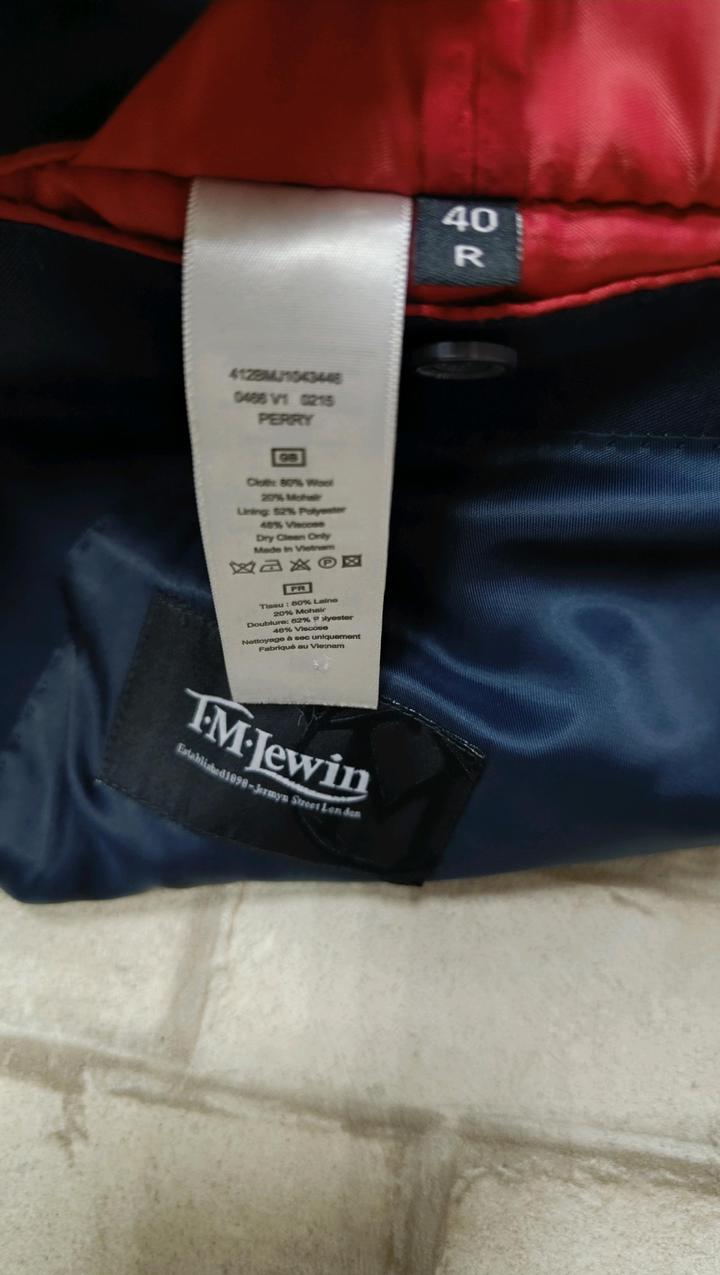 40
R
412BMJ1043446
0466 V1 0215
PERRY
GB
Cloth: 80% Wool
20% Mohair
Lining: 52% Polyester
48% Viscose
Dry Clean Only
Made in Vietnam
P
FR
Tissu : 80% Laine
20% Mohair
Doublure: 52% Polyester
48% Viscose
Nettoyage à sec uniquement
Fabriqué au Vietnam
T·M·Lewin
Established 1898-Jermyn Street London